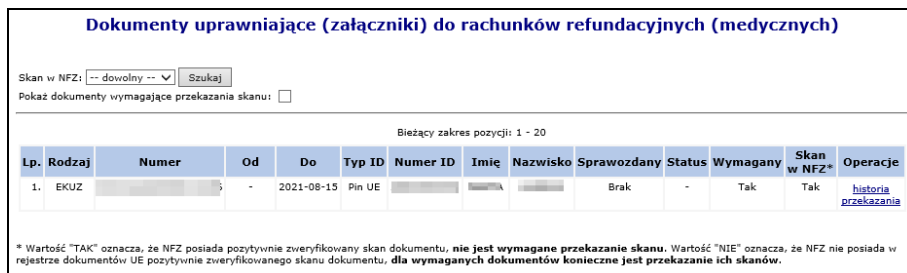 Dokumenty uprawniające (załączniki) do rachunków refundacyjnych (medycznych)
Skan w NFZ: -- dowolny -- Szukaj
Pokaż dokumenty wymagające przekazania skanu:
Bieżący zakres pozycji: 1 - 20
Lp. Rodzaj Numer Od Do Typ ID Numer ID Imię Nazwisko Sprawozdany Status Wymagany Skan w NFZ* Operacje
1. EKUZ - 2021-08-15 Pin UE Brak - Tak Tak historia przekazania
* Wartość "TAK" oznacza, że NFZ posiada pozytywnie zweryfikowany skan dokumentu, nie jest wymagane przekazanie skanu. Wartość "NIE" oznacza, że NFZ nie posiada w
rejestrze dokumentów UE pozytywnie zweryfikowanego skanu dokumentu, dla wymaganych dokumentów konieczne jest przekazanie ich skanów.